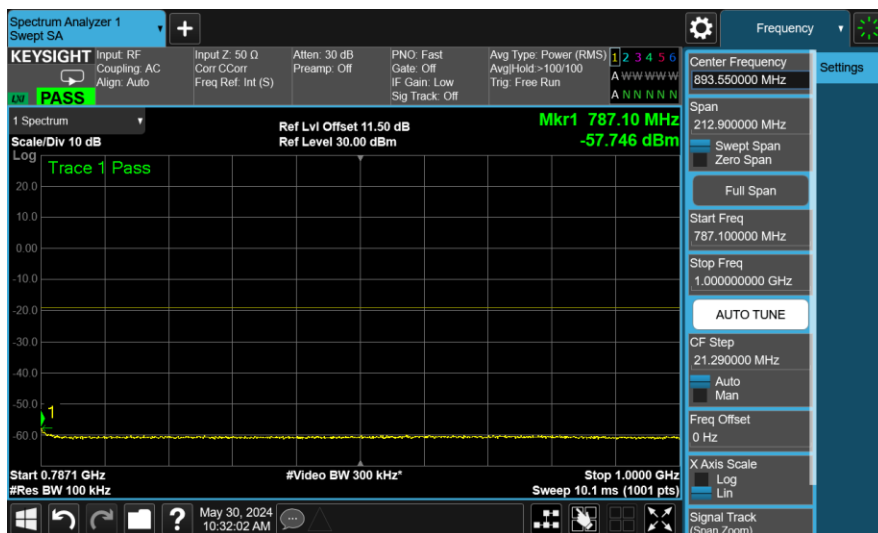 Spectrum Analyzer 1
Swept SA
+
Frequency
KEYSIGHT
LXI
PASS
Input: RF
Coupling: AC
Align: Auto
Input Z: 50 Ω
Corr CCorr
Freq Ref: Int (S)
Atten: 30 dB
Preamp: Off
PNO: Fast
Gate: Off
IF Gain: Low
Sig Track: Off
Avg Type: Power (RMS)
Avg|Hold:>100/100
Trig: Free Run
1 2 3 4 5 6
A W W W W W
A N N N N N
1 Spectrum
Scale/Div 10 dB
Ref Lvl Offset 11.50 dB
Ref Level 30.00 dBm
Mkr1 787.10 MHz
-57.746 dBm
Log
Trace 1 Pass
20.0
10.0
0.00
-10.0
-20.0
-30.0
-40.0
-50.0
1
-60.0
Start 0.7871 GHz
#Res BW 100 kHz
#Video BW 300 kHz*
Stop 1.0000 GHz
Sweep 10.1 ms (1001 pts)
?
May 30, 2024
10:32:02 AM
Center Frequency
893.550000 MHz
Span
212.900000 MHz
Swept Span
Zero Span
Full Span
Start Freq
787.100000 MHz
Stop Freq
1.000000000 GHz
AUTO TUNE
CF Step
21.290000 MHz
Auto
Man
Freq Offset
0 Hz
X Axis Scale
Log
Lin
Signal Track
(Span Zoom)
Settings